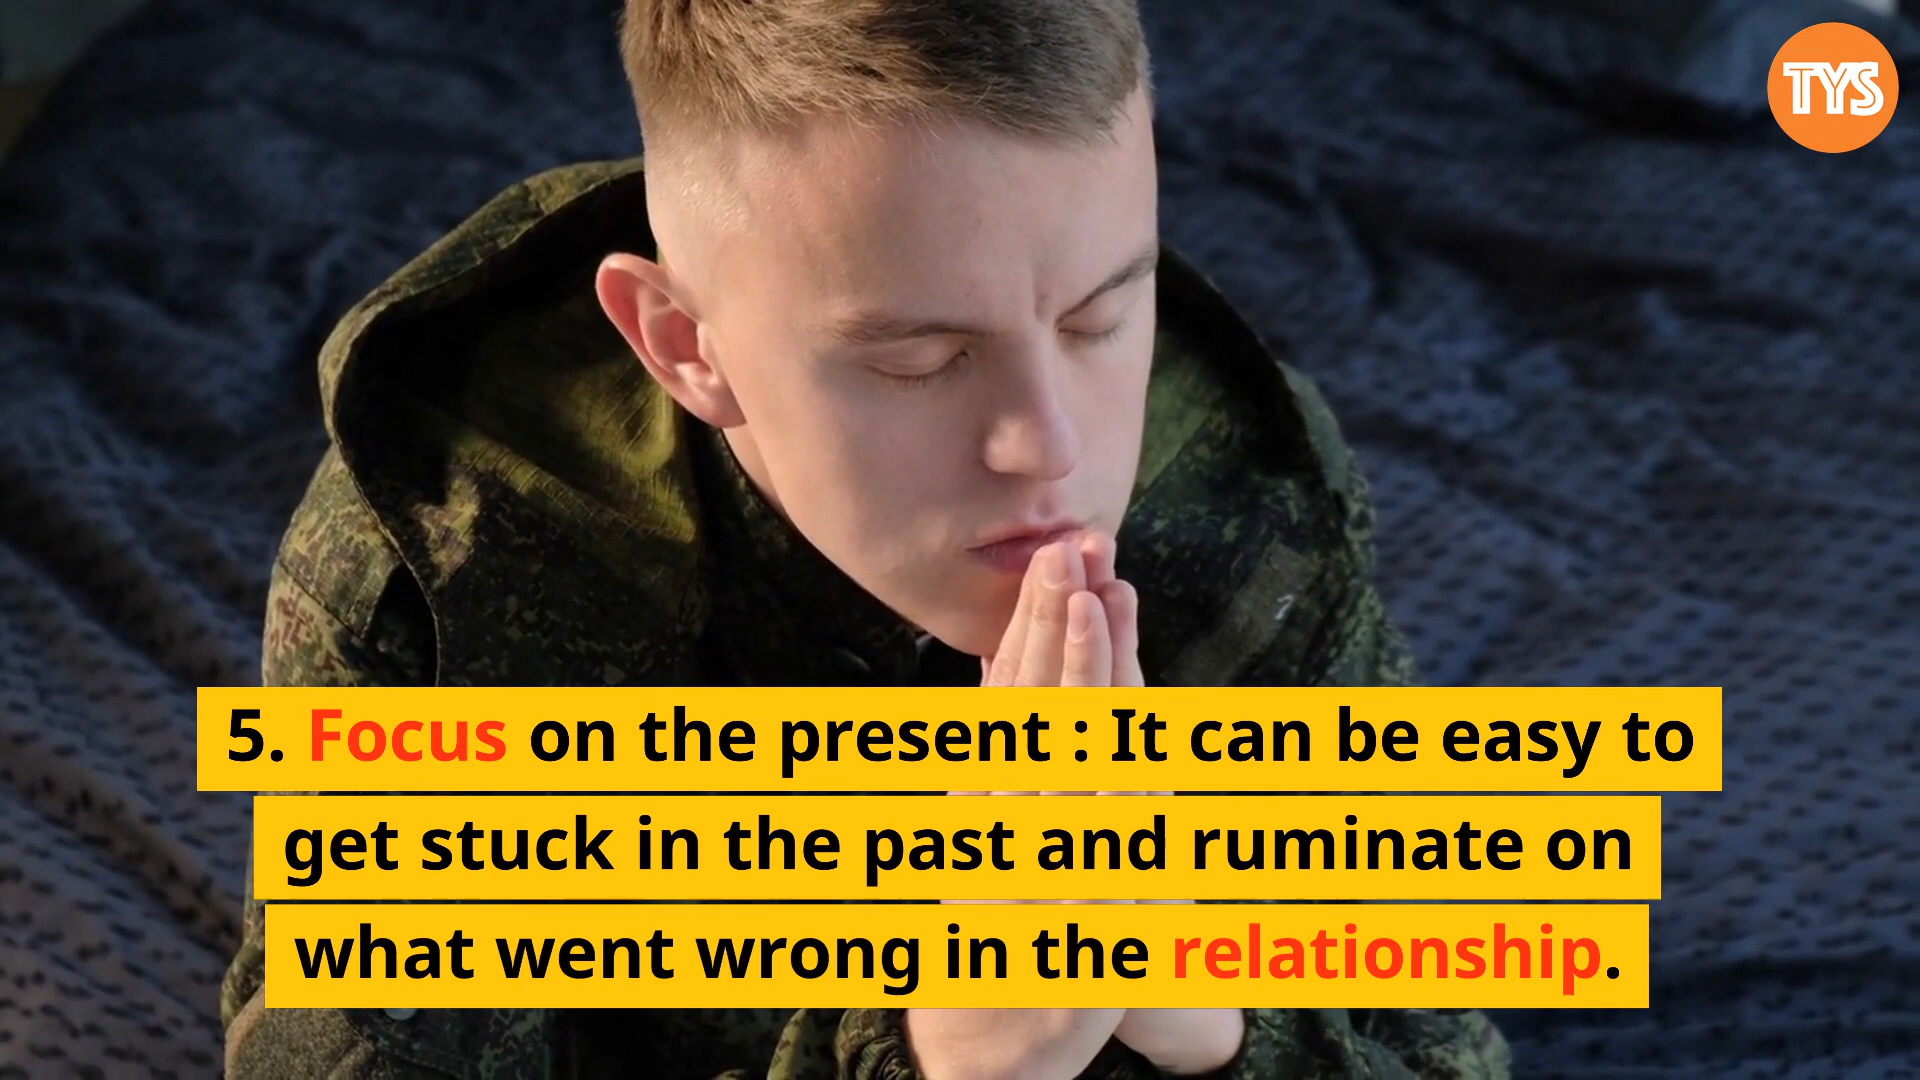 TYS
5. Focus on the present : It can be easy to
get stuck in the past and ruminate on
what went wrong in the relationship.